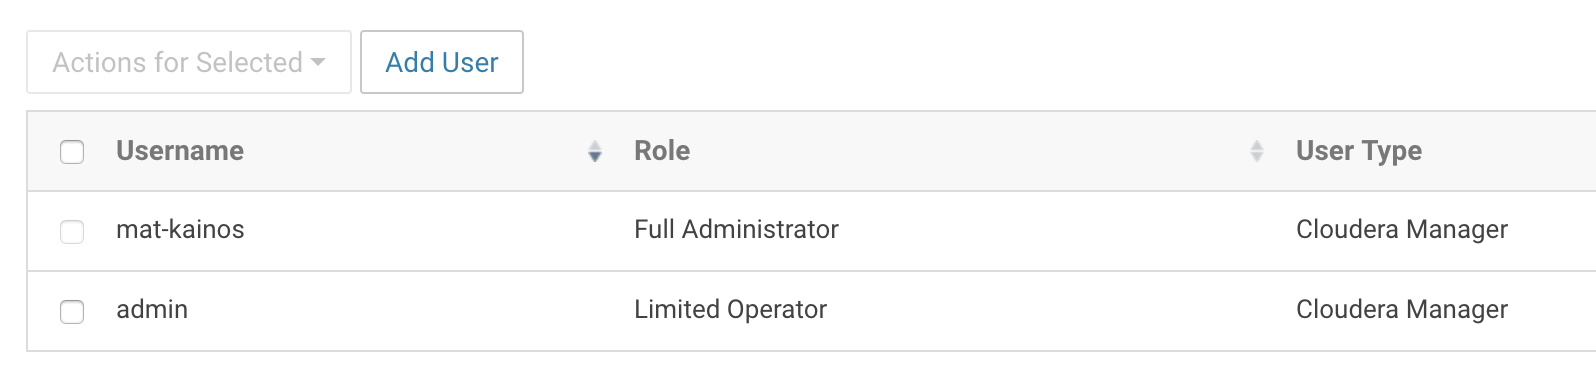 Actions for Selected Add User
Username Role User Type
mat-kainos Full Administrator Cloudera Manager
admin Limited Operator Cloudera Manager